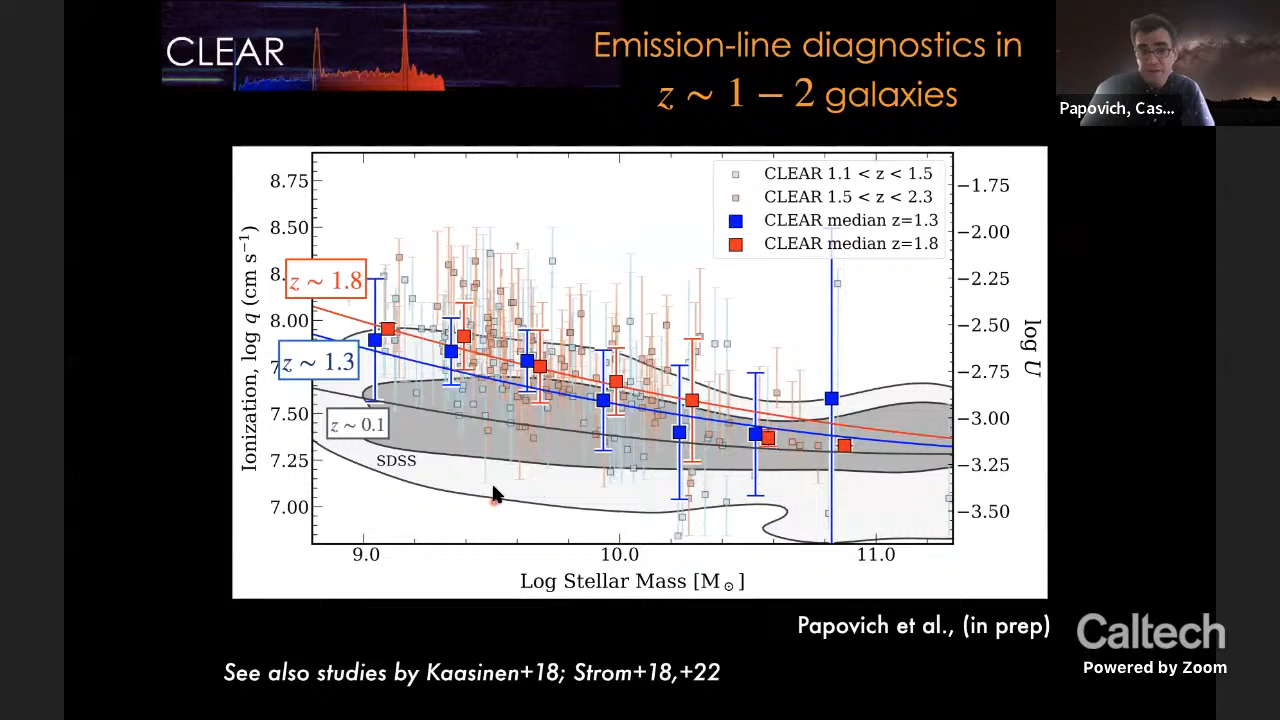 CLEAR
Emission-line diagnostics in
z ~ 1 – 2 galaxies
Papovich, Cas...
CLEAR 1.1 < z < 1.5
CLEAR 1.5 < z < 2.3
CLEAR median z=1.3
CLEAR median z=1.8
8.75
8.50
8.00
7.50
7.25
7.00
Ionization, log q (cm s⁻¹)
z ~ 1.8
z ~ 1.3
z ~ 0.1
SDSS
−1.75
−2.00
−2.25
−2.50
−2.75
−3.00
−3.25
−3.50
log U
9.0 10.0 11.0
Log Stellar Mass [M⊙]
Papovich et al., (in prep)
Caltech
Powered by Zoom
See also studies by Kaasinen+18; Strom+18,+22